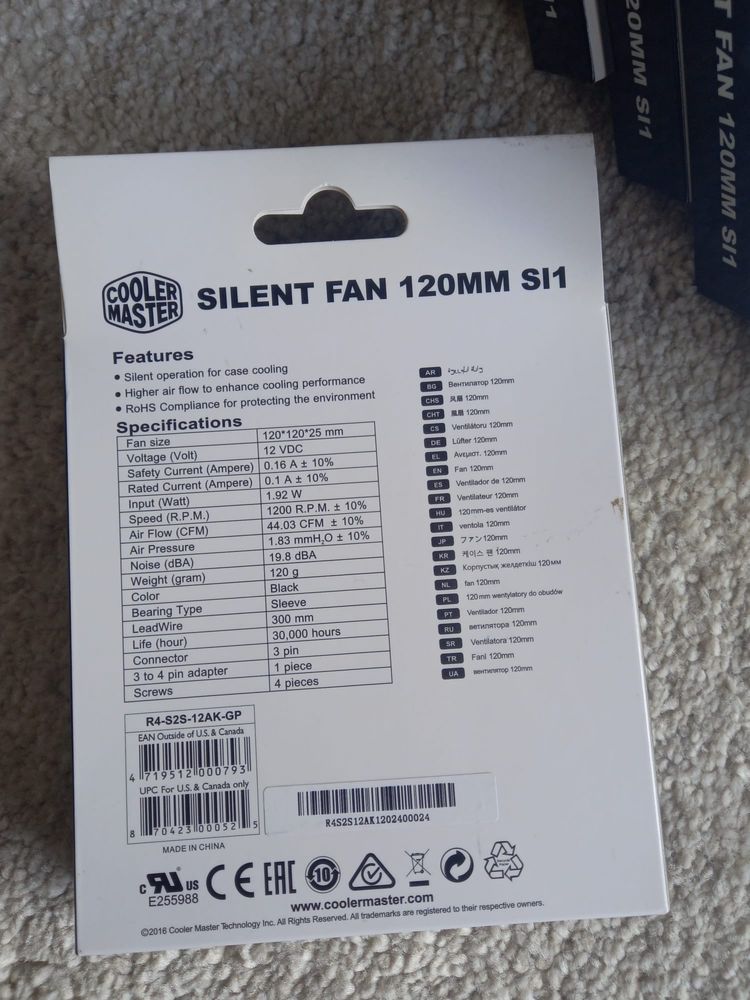 1
20MM SI1
T FAN 120MM SI1
COOLER
MASTER
SILENT FAN 120MM SI1
Features
• Silent operation for case cooling
• Higher air flow to enhance cooling performance
• RoHS Compliance for protecting the environment
Specifications
Fan size 120*120*25 mm
Voltage (Volt) 12 VDC
Safety Current (Ampere) 0.16 A ± 10%
Rated Current (Ampere) 0.1 A ± 10%
Input (Watt) 1.92 W
Speed (R.P.M.) 1200 R.P.M. ± 10%
Air Flow (CFM) 44.03 CFM ± 10%
Air Pressure 1.83 mmH₂O ± 10%
Noise (dBA) 19.8 dBA
Weight (gram) 120 g
Color Black
Bearing Type Sleeve
LeadWire 300 mm
Life (hour) 30,000 hours
Connector 3 pin
3 to 4 pin adapter 1 piece
Screws 4 pieces
AR
BG Вентилатор 120mm
CHS 风扇 120mm
CHT 風扇 120mm
CS Ventilátoru 120mm
DE Lüfter 120mm
EL Ανεμιστ. 120mm
EN Fan 120mm
ES Ventilador de 120mm
FR Ventilateur 120mm
HU 120mm-es ventilátor
IT ventola 120mm
JP ファン120mm
KR 케이스 팬 120mm
KZ Корпустық желдеткіш 120мм
NL fan 120mm
PL 120mm wentylatory do obudów
PT Ventilador 120mm
RU ветилятора 120mm
SR Ventilatora 120mm
TR Fani 120mm
UA вентилятор 120mm
R4-S2S-12AK-GP
EAN Outside of U.S. & Canada
4 719512 000793
UPC For U.S. & Canada only
8 70423 00052 5
MADE IN CHINA
R4S2S12AK1202400024
c RU US
E255988
CE
EAC
10
www.coolermaster.com
©2016 Cooler Master Technology Inc. All Rights Reserved. All trademarks are registered to their respective owners.